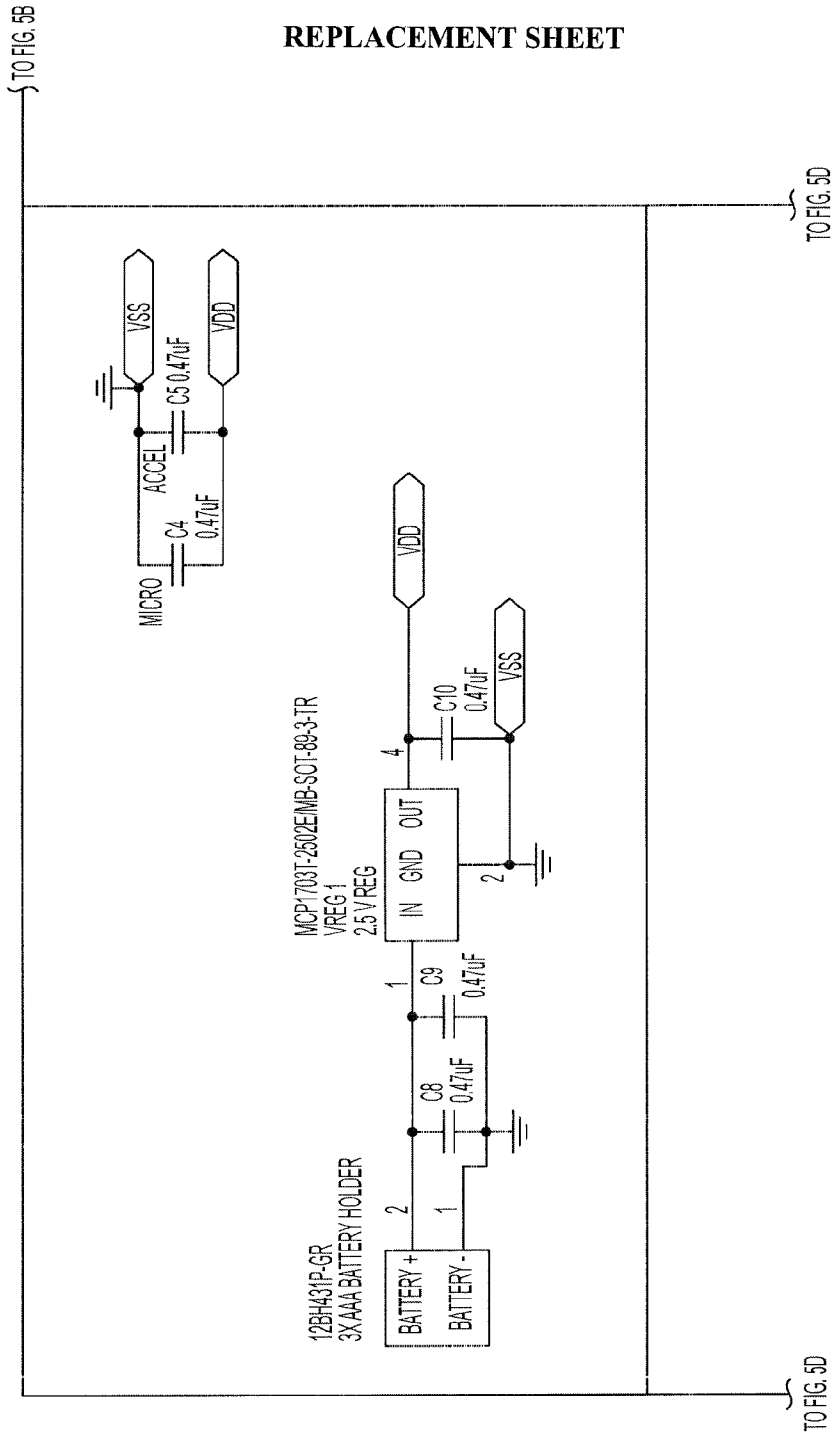 REPLACEMENT SHEET
TO FIG. 5B
TO FIG. 5D
TO FIG. 5D
VSS
VDD
ACCEL
C5 0.47uF
MICRO
C4
0.47uF
12BH431P-GR
3XAAA BATTERY HOLDER
BATTERY +
BATTERY -
2
1
C8
0.47uF
C9
0.47uF
1
MCP1703T-2502E/MB-SOT-89-3-TR
VREG 1
2.5 V REG
IN GND OUT
2
4
C10
0.47uF
VDD
VSS